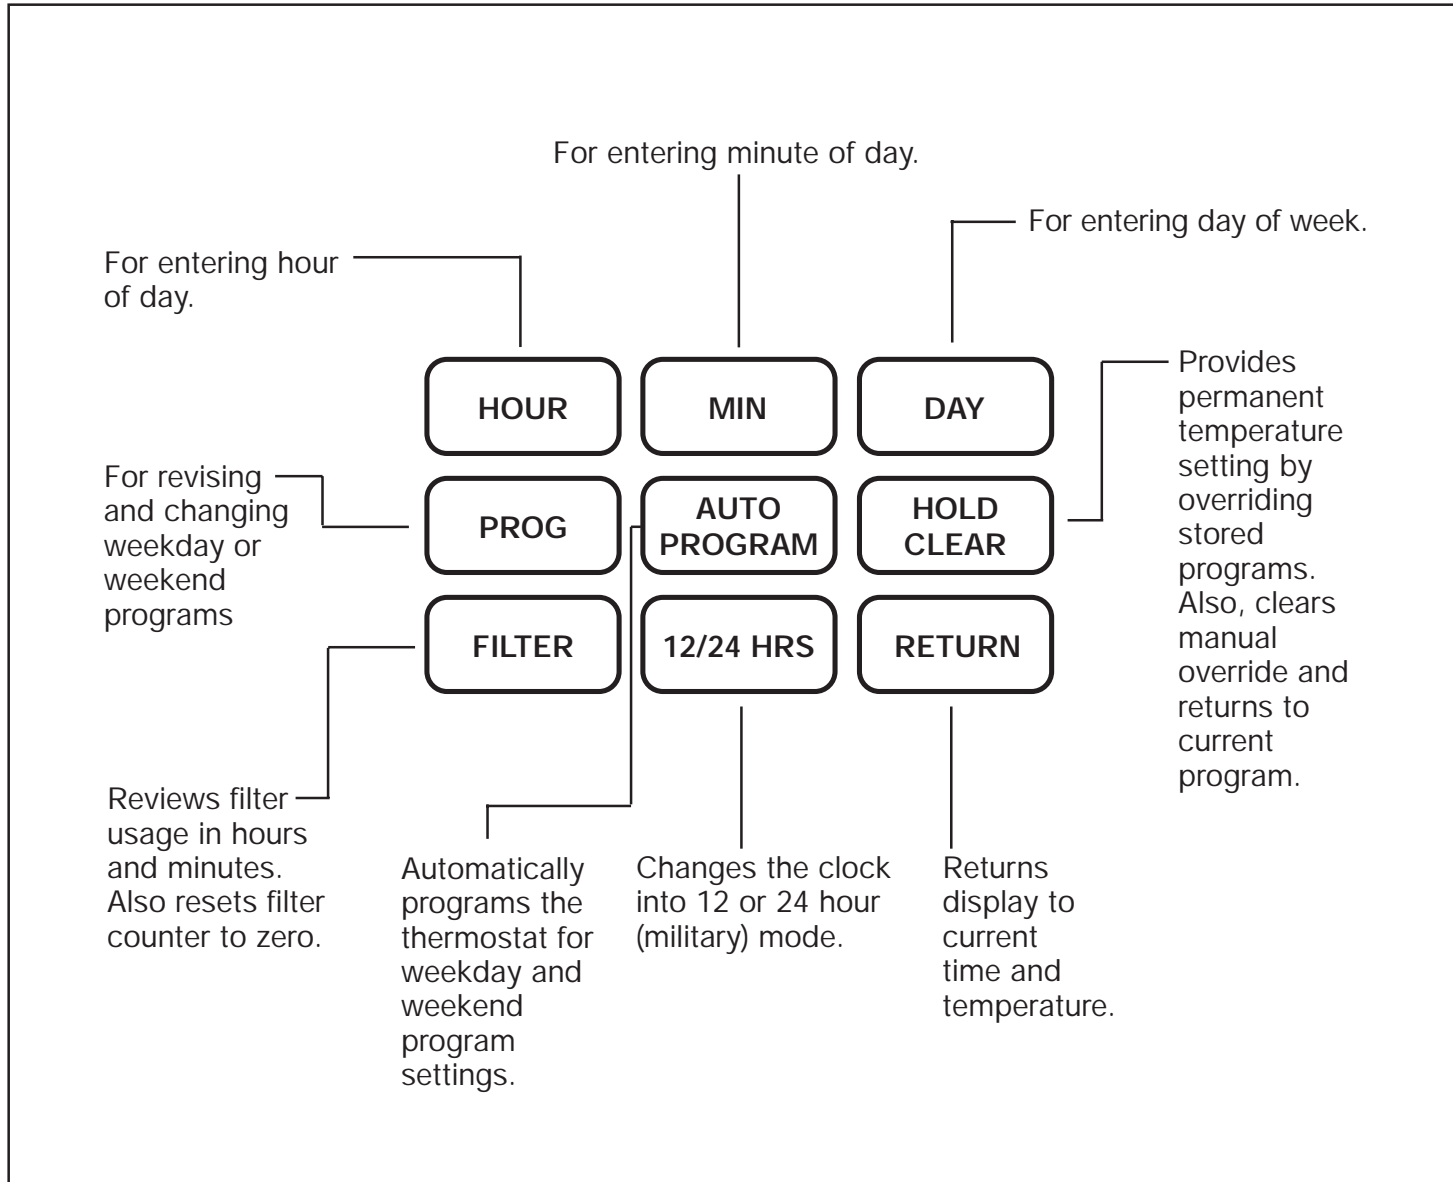 For entering minute of day.
For entering day of week.
For entering hour
of day.
HOUR
MIN
DAY
Provides
permanent
temperature
setting by
overriding
stored
programs.
Also, clears
manual
override and
returns to
current
program.
For revising
and changing
weekday or
weekend
programs
PROG
AUTO
PROGRAM
HOLD
CLEAR
FILTER
12/24 HRS
RETURN
Reviews filter
usage in hours
and minutes.
Also resets filter
counter to zero.
Automatically
programs the
thermostat for
weekday and
weekend
program
settings.
Changes the clock
into 12 or 24 hour
(military) mode.
Returns
display to
current
time and
temperature.